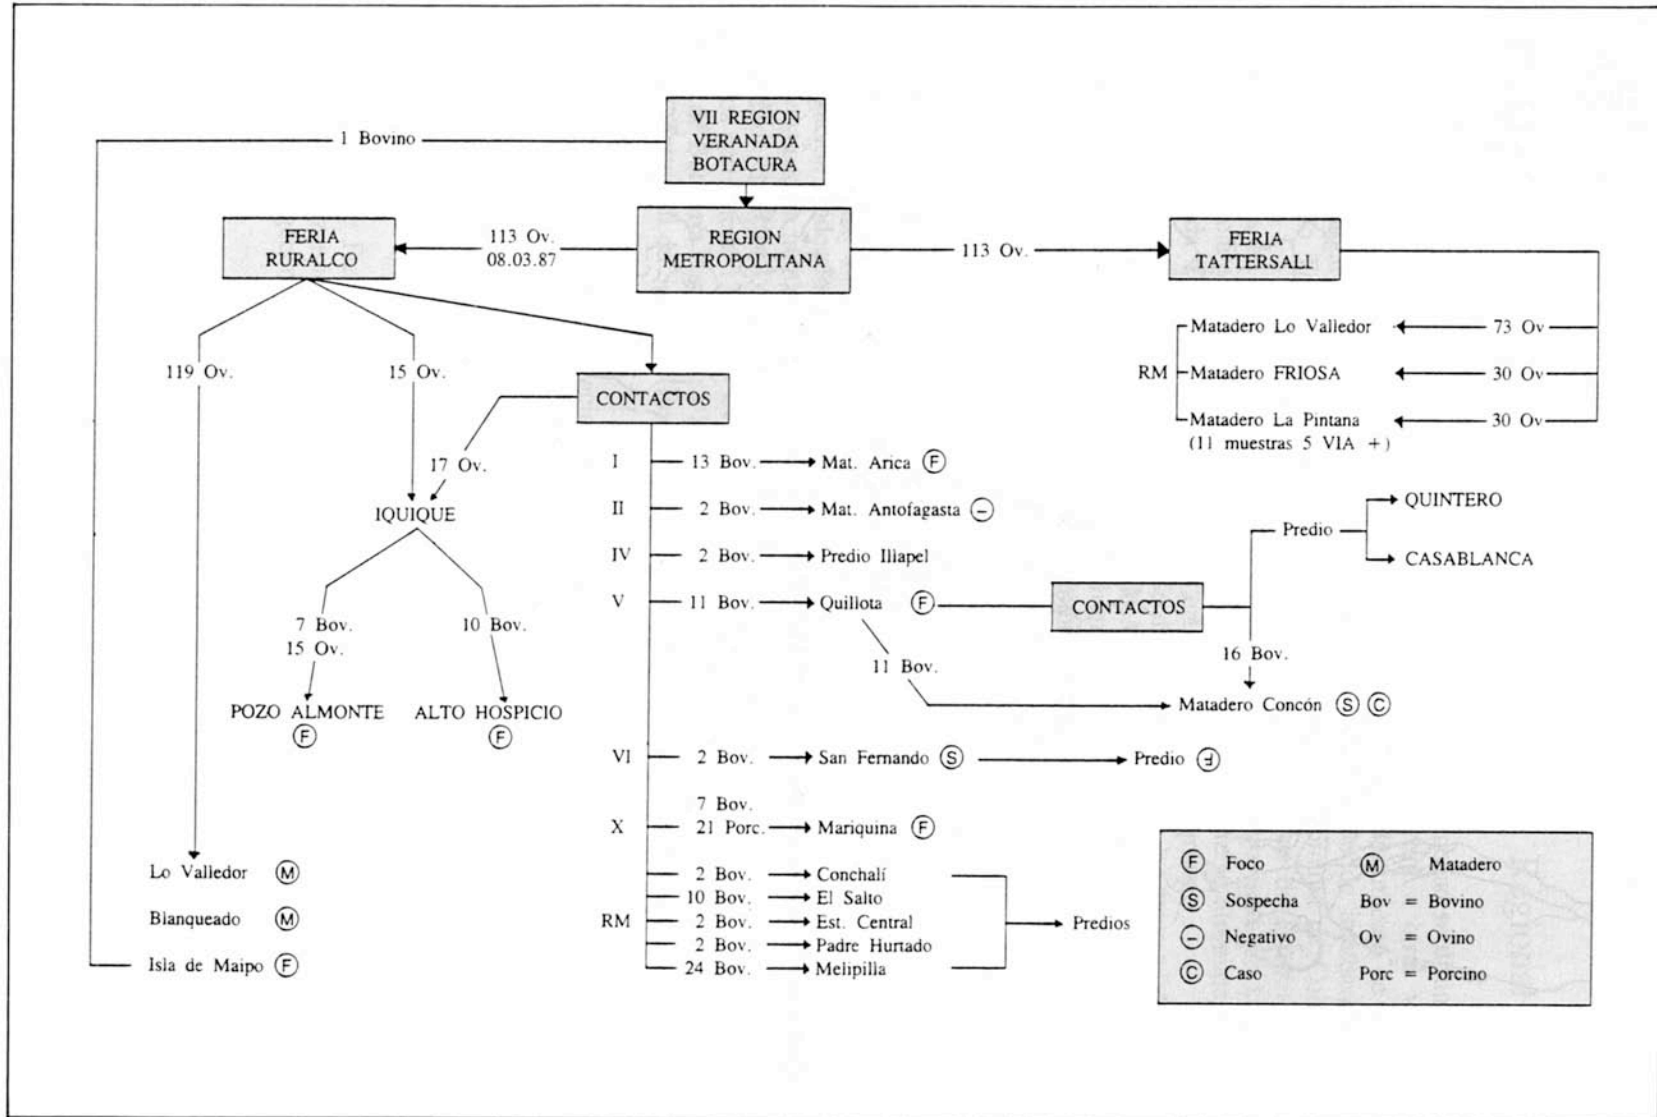 1 Bovino
VII REGION
VERANADA
BOTACURA
FERIA
RURALCO
113 Ov.
08.03.87
REGION
METROPOLITANA
113 Ov.
FERIA
TATTERSALL
119 Ov.
15 Ov.
CONTACTOS
17 Ov.
IQUIQUE
7 Bov.
15 Ov.
10 Bov.
POZO ALMONTE
F
ALTO HOSPICIO
F
Lo Valledor M
Blanqueado M
Isla de Maipo F
RM
Matadero Lo Valledor 73 Ov
Matadero FRIOSA 30 Ov
Matadero La Pintana 30 Ov
(11 muestras 5 VIA +)
I 13 Bov. Mat. Arica F
II 2 Bov. Mat. Antofagasta −
IV 2 Bov. Predio Illapel
V 11 Bov. Quillota F
CONTACTOS
Predio
QUINTERO
CASABLANCA
11 Bov.
16 Bov.
Matadero Concón S C
VI 2 Bov. San Fernando S Predio
7 Bov.
X 21 Porc. Mariquina F
2 Bov. Conchalí
10 Bov. El Salto
RM 2 Bov. Est. Central
2 Bov. Padre Hurtado
24 Bov. Melipilla
Predios
F Foco M Matadero
S Sospecha Bov = Bovino
− Negativo Ov = Ovino
C Caso Porc = Porcino